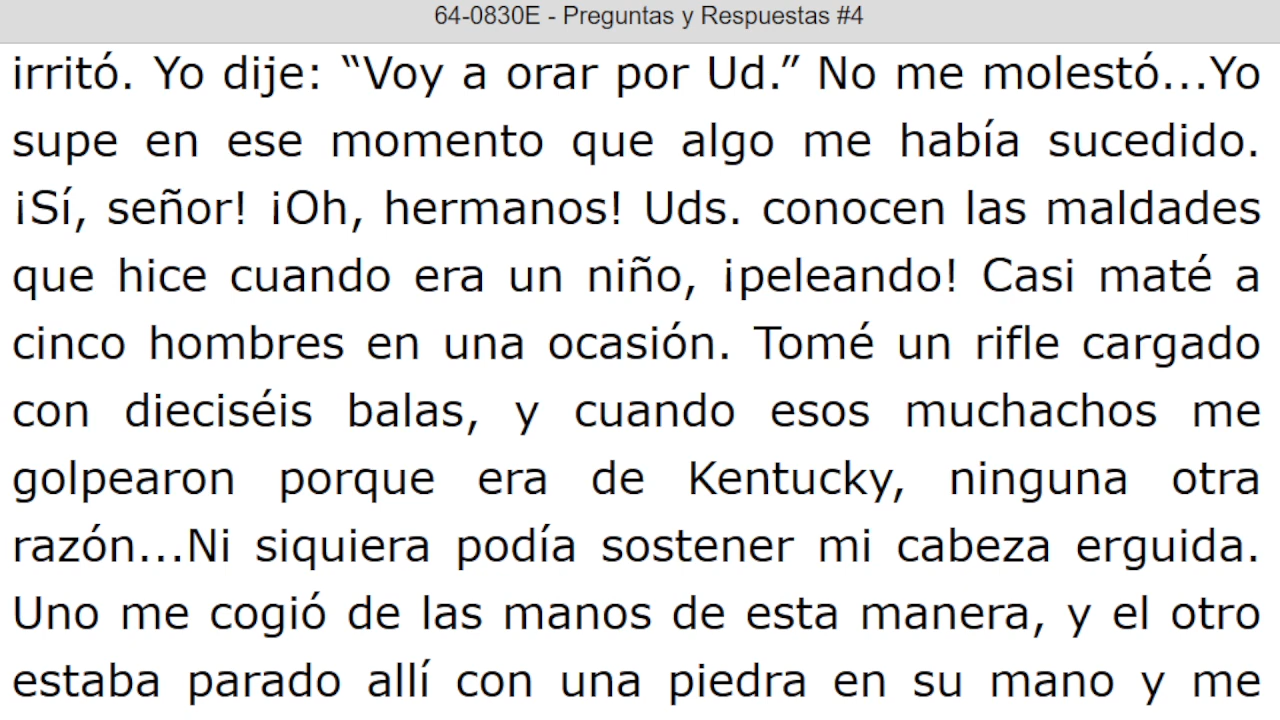 64-0830E - Preguntas y Respuestas #4
irritó. Yo dije: “Voy a orar por Ud.” No me molestó...Yo
supe en ese momento que algo me había sucedido.
¡Sí, señor! ¡Oh, hermanos! Uds. conocen las maldades
que hice cuando era un niño, ¡peleando! Casi maté a
cinco hombres en una ocasión. Tomé un rifle cargado
con dieciséis balas, y cuando esos muchachos me
golpearon porque era de Kentucky, ninguna otra
razón...Ni siquiera podía sostener mi cabeza erguida.
Uno me cogió de las manos de esta manera, y el otro
estaba parado allí con una piedra en su mano y me